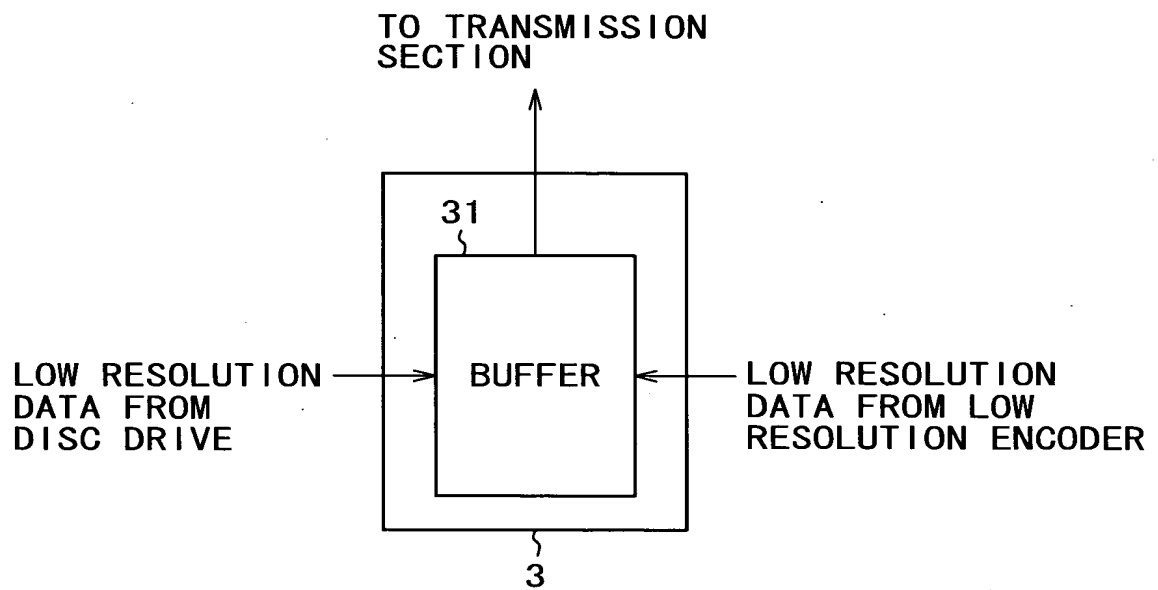 TO TRANSMISSION
SECTION
31
LOW RESOLUTION
DATA FROM
DISC DRIVE
BUFFER
LOW RESOLUTION
DATA FROM LOW
RESOLUTION ENCODER
3